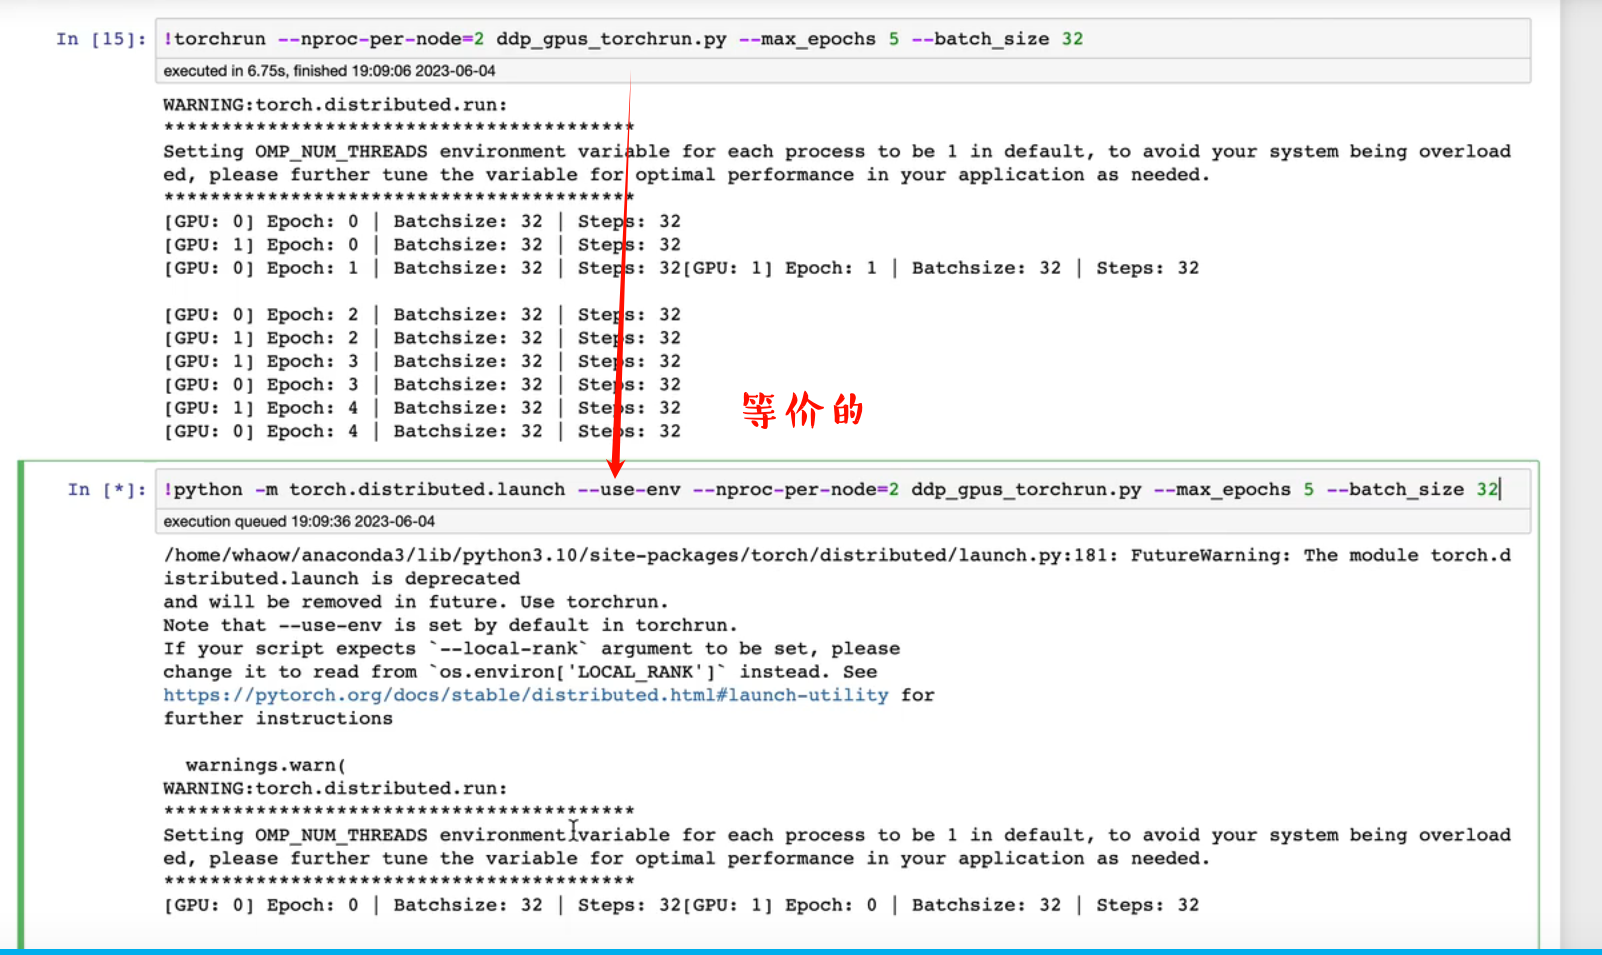 In [15]: !torchrun --nproc-per-node=2 ddp_gpus_torchrun.py --max_epochs 5 --batch_size 32
executed in 6.75s, finished 19:09:06 2023-06-04
WARNING:torch.distributed.run:
*****************************************
Setting OMP_NUM_THREADS environment variable for each process to be 1 in default, to avoid your system being overload
ed, please further tune the variable for optimal performance in your application as needed.
*****************************************
[GPU: 0] Epoch: 0 | Batchsize: 32 | Steps: 32
[GPU: 1] Epoch: 0 | Batchsize: 32 | Steps: 32
[GPU: 0] Epoch: 1 | Batchsize: 32 | Steps: 32[GPU: 1] Epoch: 1 | Batchsize: 32 | Steps: 32
[GPU: 0] Epoch: 2 | Batchsize: 32 | Steps: 32
[GPU: 1] Epoch: 2 | Batchsize: 32 | Steps: 32
[GPU: 1] Epoch: 3 | Batchsize: 32 | Steps: 32
[GPU: 0] Epoch: 3 | Batchsize: 32 | Steps: 32
[GPU: 1] Epoch: 4 | Batchsize: 32 | Steps: 32
[GPU: 0] Epoch: 4 | Batchsize: 32 | Steps: 32
等价的
In [*]: !python -m torch.distributed.launch --use-env --nproc-per-node=2 ddp_gpus_torchrun.py --max_epochs 5 --batch_size 32
execution queued 19:09:36 2023-06-04
/home/whaow/anaconda3/lib/python3.10/site-packages/torch/distributed/launch.py:181: FutureWarning: The module torch.d
istributed.launch is deprecated
and will be removed in future. Use torchrun.
Note that --use-env is set by default in torchrun.
If your script expects `--local-rank` argument to be set, please
change it to read from `os.environ['LOCAL_RANK']` instead. See
https://pytorch.org/docs/stable/distributed.html#launch-utility for
further instructions
warnings.warn(
WARNING:torch.distributed.run:
*****************************************
Setting OMP_NUM_THREADS environment variable for each process to be 1 in default, to avoid your system being overload
ed, please further tune the variable for optimal performance in your application as needed.
*****************************************
[GPU: 0] Epoch: 0 | Batchsize: 32 | Steps: 32[GPU: 1] Epoch: 0 | Batchsize: 32 | Steps: 32